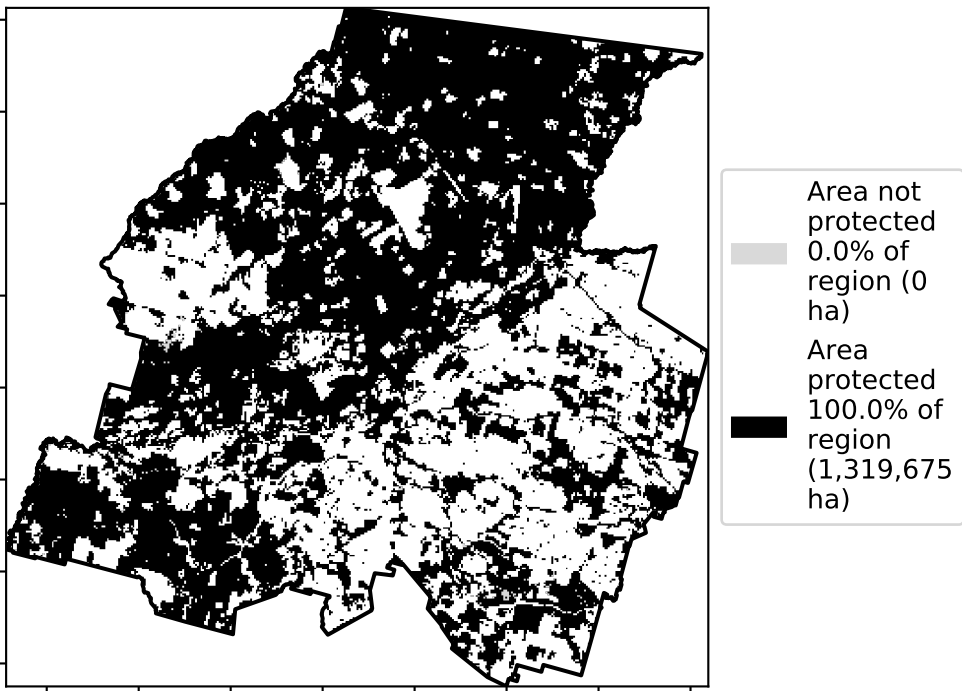 Area not
protected
0.0% of
region (0
ha)
Area
protected
100.0% of
region
(1,319,675
ha)